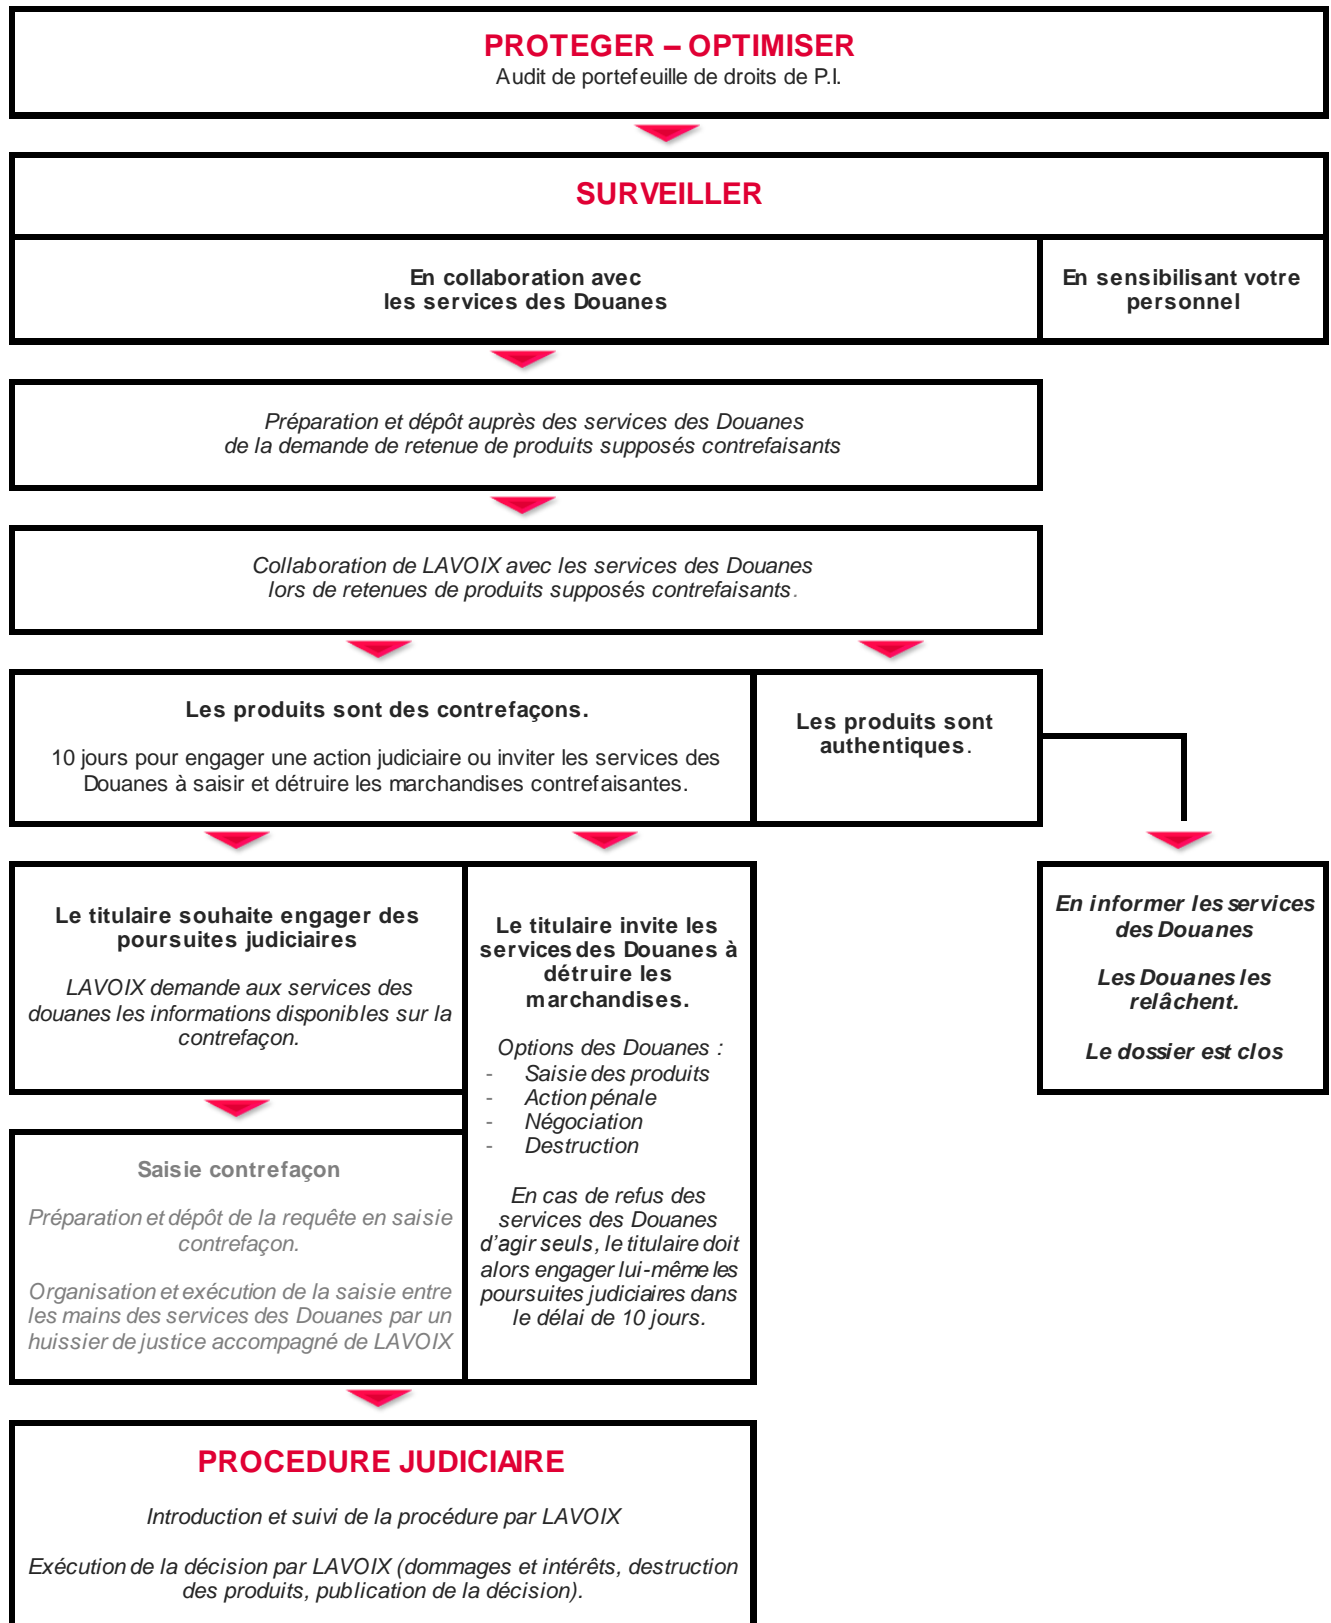 PROTEGER – OPTIMISER
Audit de portefeuille de droits de P.I.
SURVEILLER
En collaboration avec
les services des Douanes
En sensibilisant votre
personnel
Préparation et dépôt auprès des services des Douanes
de la demande de retenue de produits supposés contrefaisants
Collaboration de LAVOIX avec les services des Douanes
lors de retenues de produits supposés contrefaisants.
Les produits sont des contrefaçons.
10 jours pour engager une action judiciaire ou inviter les services des
Douanes à saisir et détruire les marchandises contrefaisantes.
Les produits sont
authentiques.
Le titulaire souhaite engager des
poursuites judiciaires
LAVOIX demande aux services des
douanes les informations disponibles sur la
contrefaçon.
Le titulaire invite les
services des Douanes à
détruire les
marchandises.
Options des Douanes :
- Saisie des produits
- Action pénale
- Négociation
- Destruction
En cas de refus des
services des Douanes
d’agir seuls, le titulaire doit
alors engager lui-même les
poursuites judiciaires dans
le délai de 10 jours.
En informer les services
des Douanes
Les Douanes les
relâchent.
Le dossier est clos
Saisie contrefaçon
Préparation et dépôt de la requête en saisie
contrefaçon.
Organisation et exécution de la saisie entre
les mains des services des Douanes par un
huissier de justice accompagné de LAVOIX
PROCEDURE JUDICIAIRE
Introduction et suivi de la procédure par LAVOIX
Exécution de la décision par LAVOIX (dommages et intérêts, destruction
des produits, publication de la décision).